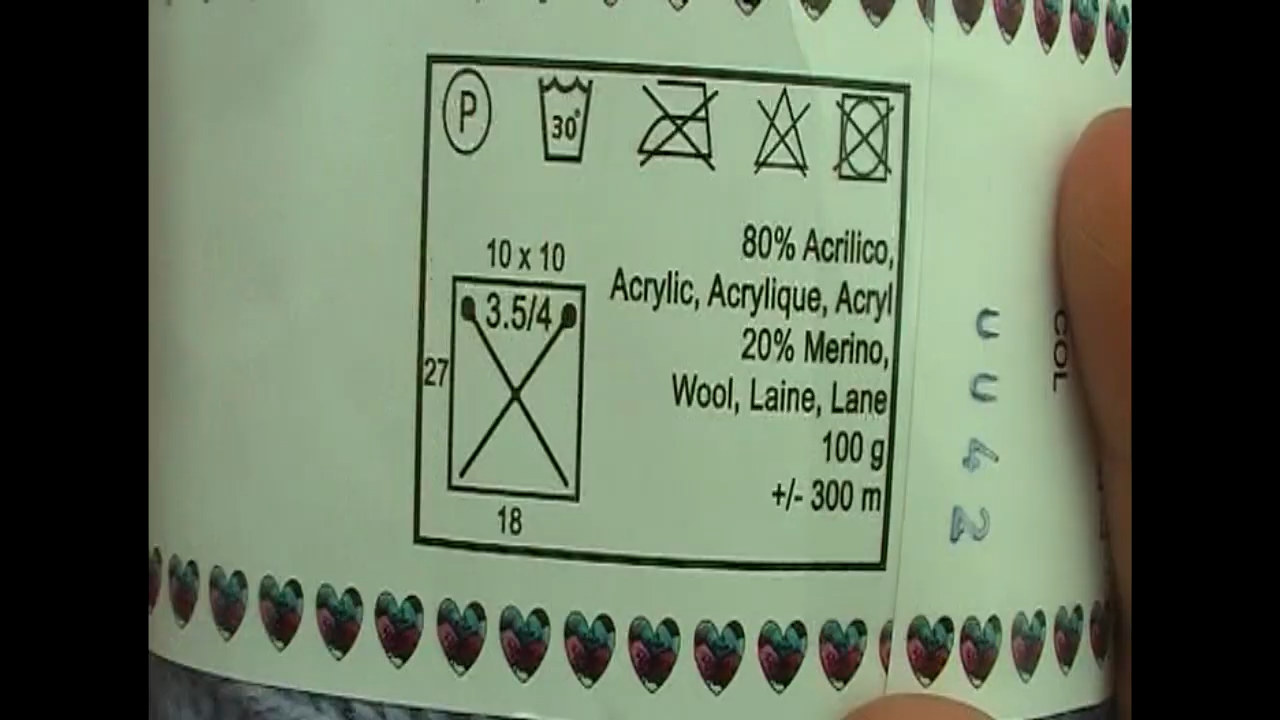 P
30°
10 x 10
3.5/4
27
18
80% Acrilico,
Acrylic, Acrylique, Acryl
20% Merino,
Wool, Laine, Lane
100 g
+/- 300 m
COL